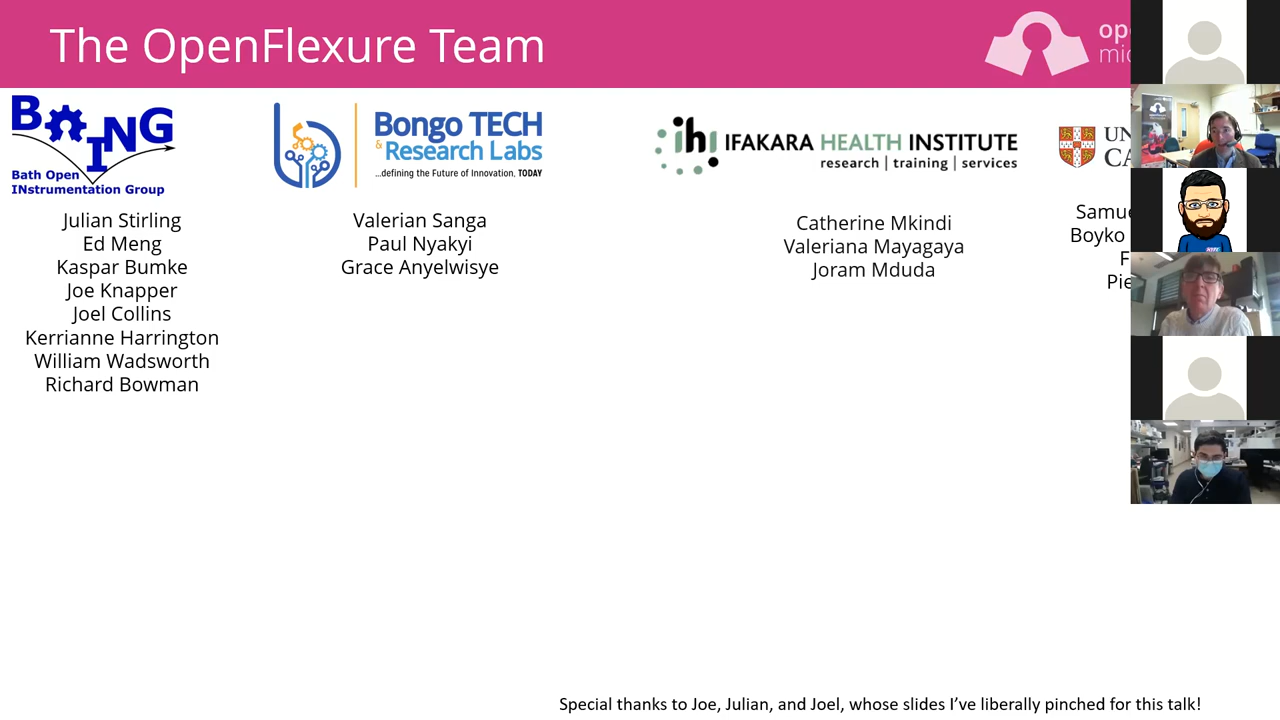 The OpenFlexure Team
BOING
Bath Open
INstrumentation Group
Julian Stirling
Ed Meng
Kaspar Bumke
Joe Knapper
Joel Collins
Kerrianne Harrington
William Wadsworth
Richard Bowman
Bongo TECH
& Research Labs
...defining the Future of Innovation, TODAY
Valerian Sanga
Paul Nyakyi
Grace Anyelwisye
ihi IFAKARA HEALTH INSTITUTE
research | training | services
Catherine Mkindi
Valeriana Mayagaya
Joram Mduda
Boyko
Special thanks to Joe, Julian, and Joel, whose slides I've liberally pinched for this talk!